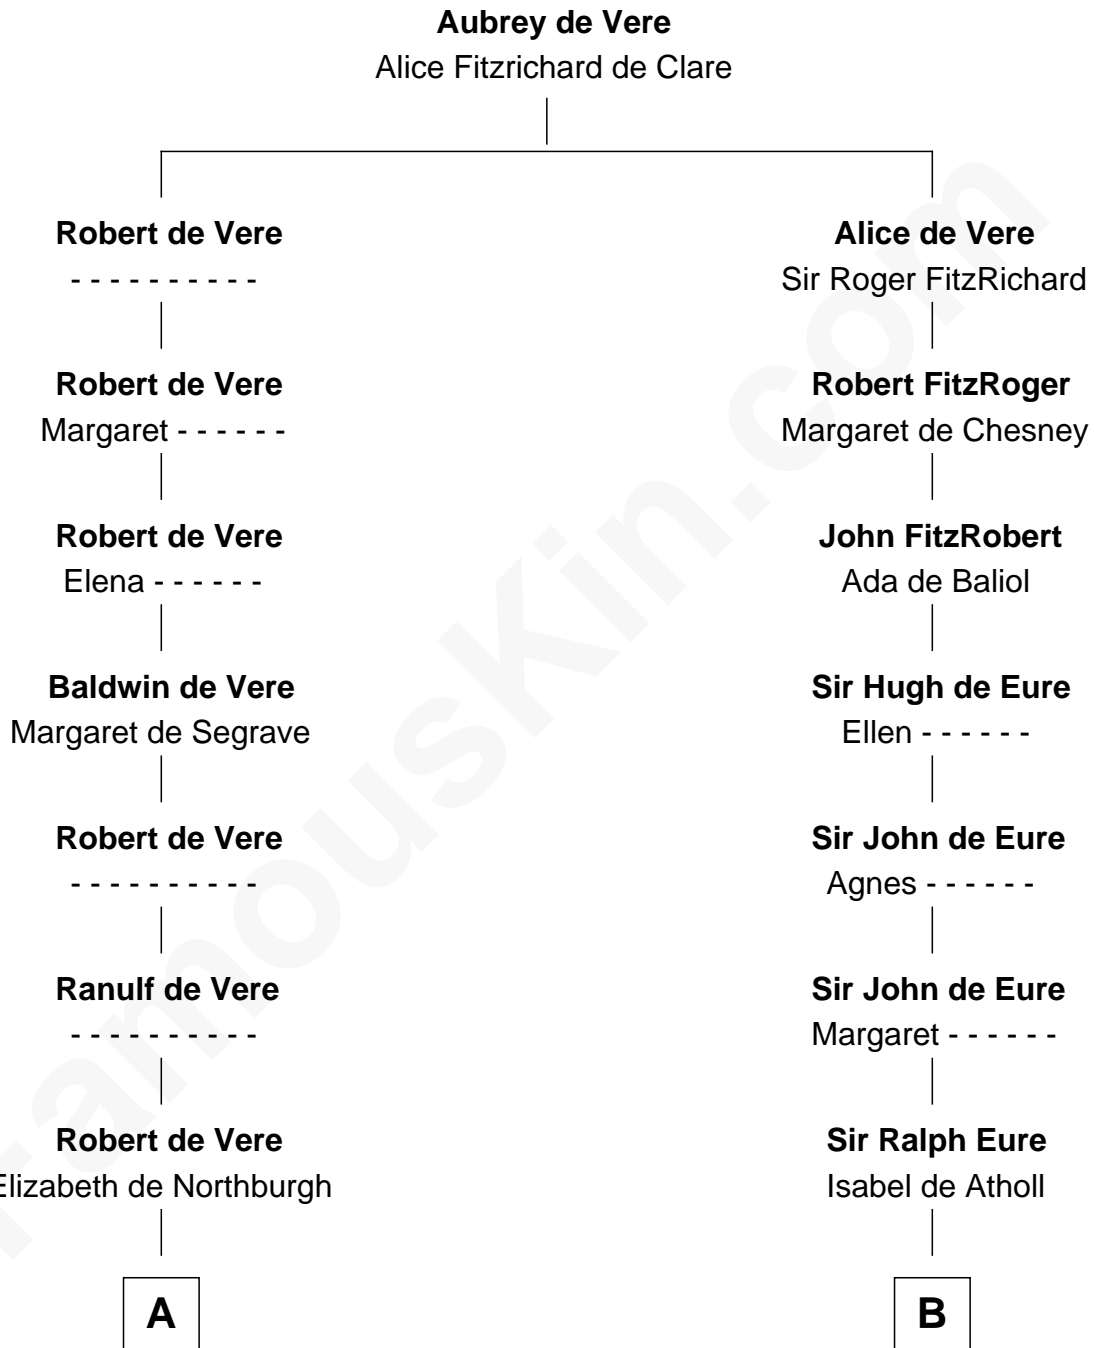 Aubrey de Vere
Alice Fitzrichard de Clare
Robert de Vere
- - - - - - - - - -
Alice de Vere
Sir Roger FitzRichard
Robert de Vere
Margaret - - - - - -
Robert FitzRoger
Margaret de Chesney
Robert de Vere
Elena - - - - - -
John FitzRobert
Ada de Baliol
Baldwin de Vere
Margaret de Segrave
Sir Hugh de Eure
Ellen - - - - - -
Robert de Vere
- - - - - - - - - -
Sir John de Eure
Agnes - - - - - -
Ranulf de Vere
- - - - - - - - - -
Sir John de Eure
Margaret - - - - - -
Robert de Vere
Elizabeth de Northburgh
Sir Ralph Eure
Isabel de Atholl
A
B
FamousKin.com